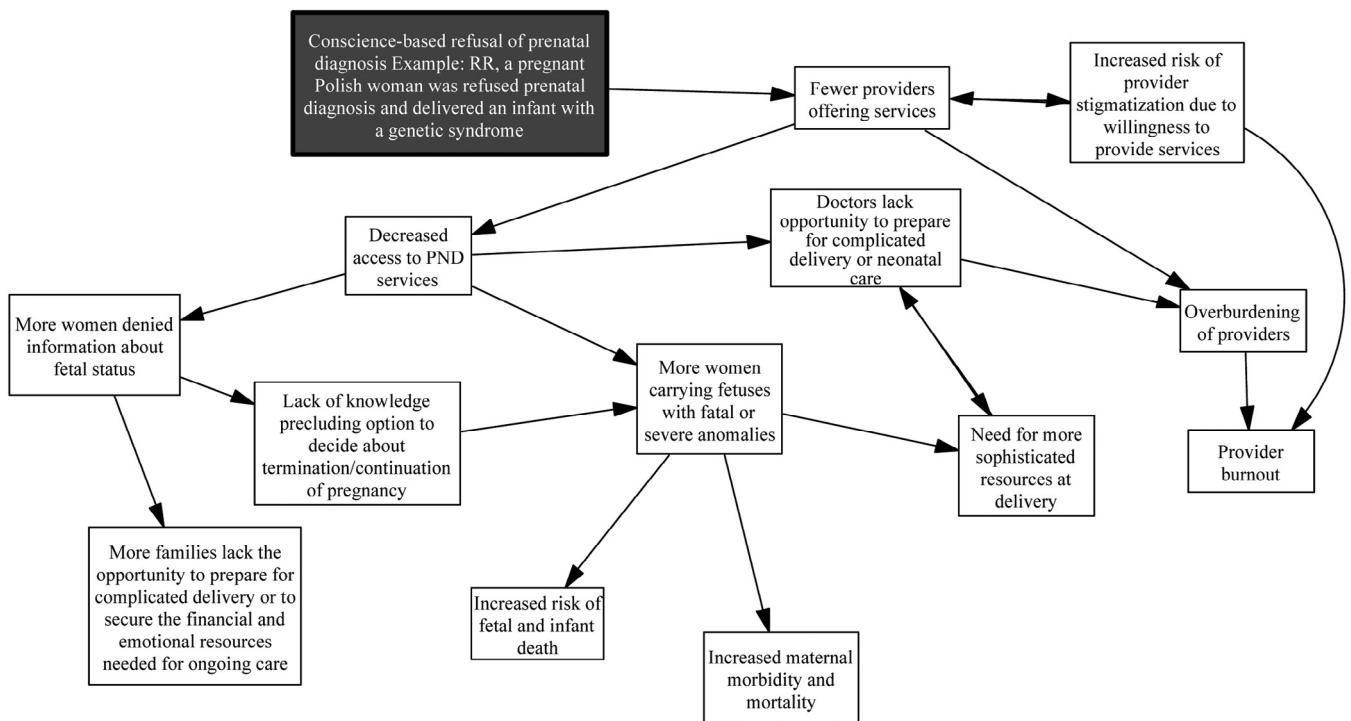 Conscience-based refusal of prenatal
diagnosis Example: RR, a pregnant
Polish woman was refused prenatal
diagnosis and delivered an infant with
a genetic syndrome
Fewer providers
offering services
Increased risk of
provider
stigmatization due to
willingness to
provide services
Decreased
access to PND
services
Doctors lack
opportunity to prepare
for complicated
delivery or neonatal
care
More women denied
information about
fetal status
Overburdening
of providers
Lack of knowledge
precluding option to
decide about
termination/continuation
of pregnancy
More women
carrying fetuses
with fatal or
severe anomalies
Need for more
sophisticated
resources at
delivery
Provider
burnout
More families lack the
opportunity to prepare for
complicated delivery or to
secure the financial and
emotional resources
needed for ongoing care
Increased risk of
fetal and infant
death
Increased maternal
morbidity and
mortality